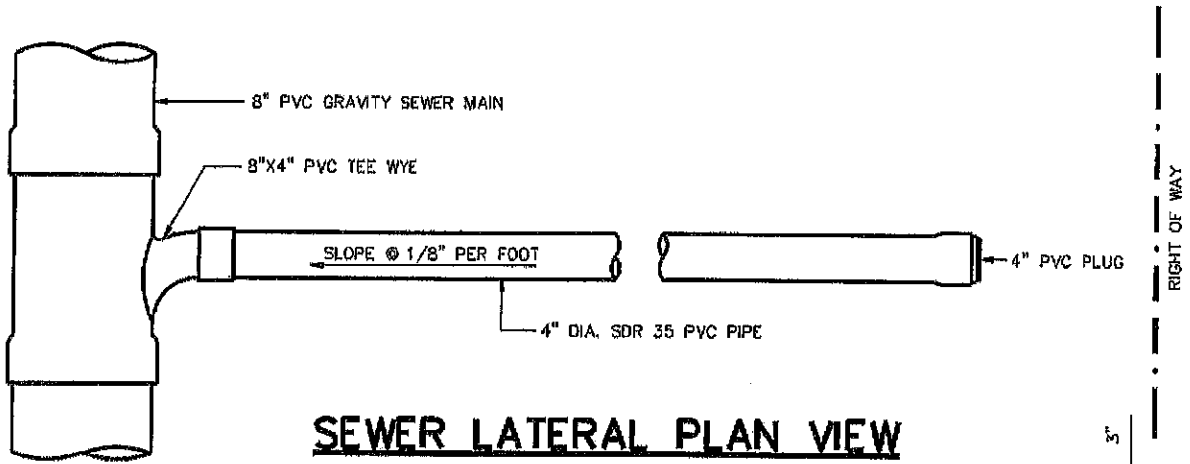 8" PVC GRAVITY SEWER MAIN
8"X4" PVC TEE WYE
SLOPE @ 1/8" PER FOOT
4" PVC PLUG
RIGHT OF WAY
4" DIA. SDR 35 PVC PIPE
SEWER LATERAL PLAN VIEW
3"